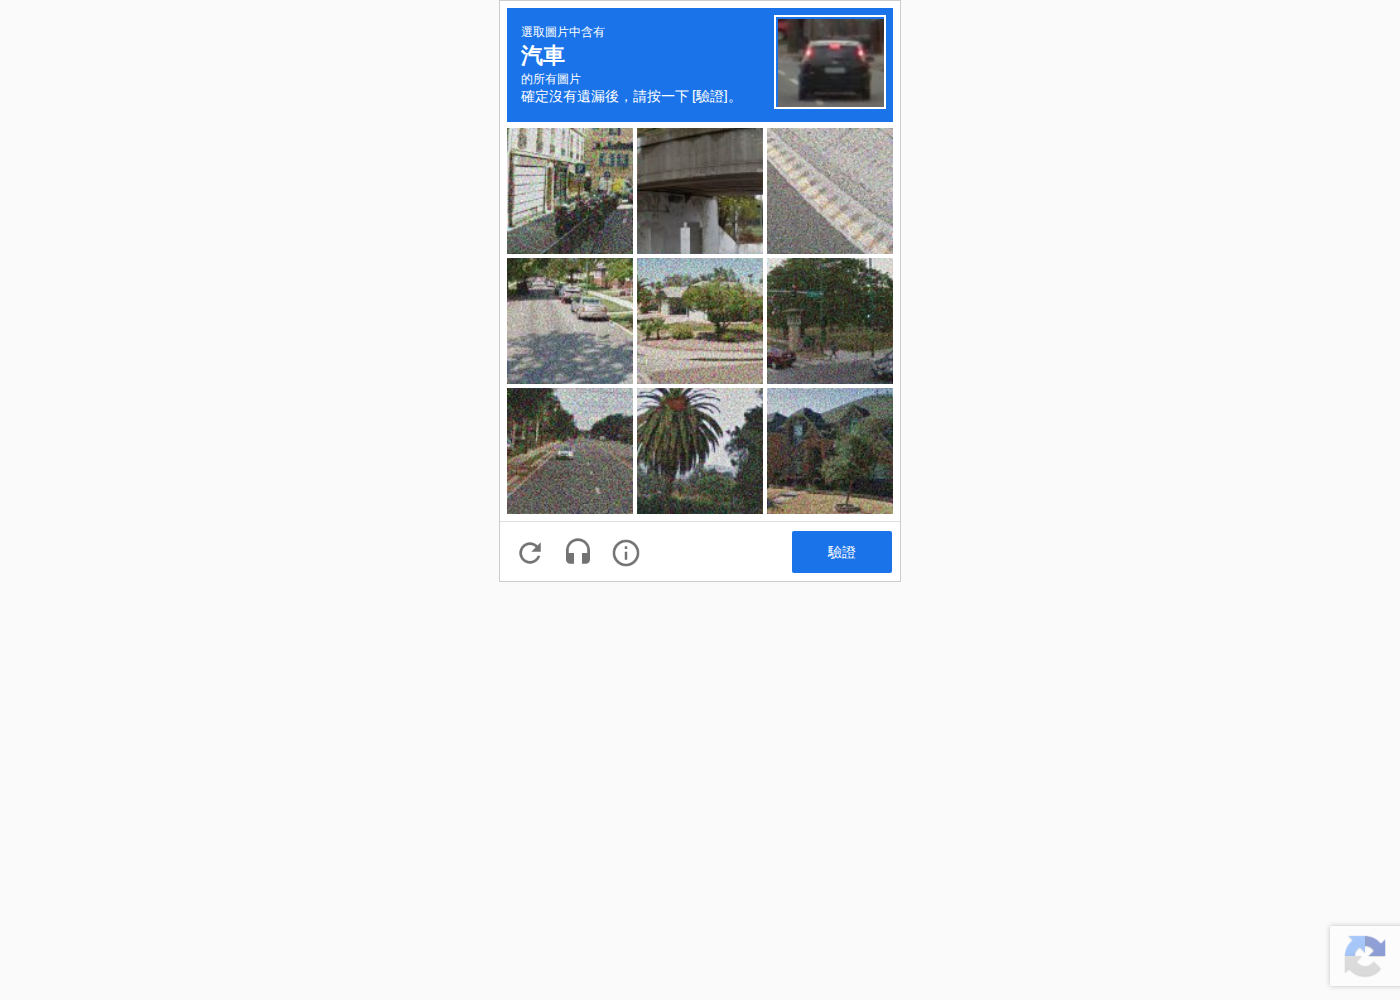 選取圖片中含有
汽車
的所有圖片
確定沒有遺漏後，請按一下 [驗證]。
驗證